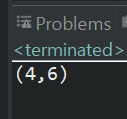 Problems
<terminated>
(4,6)